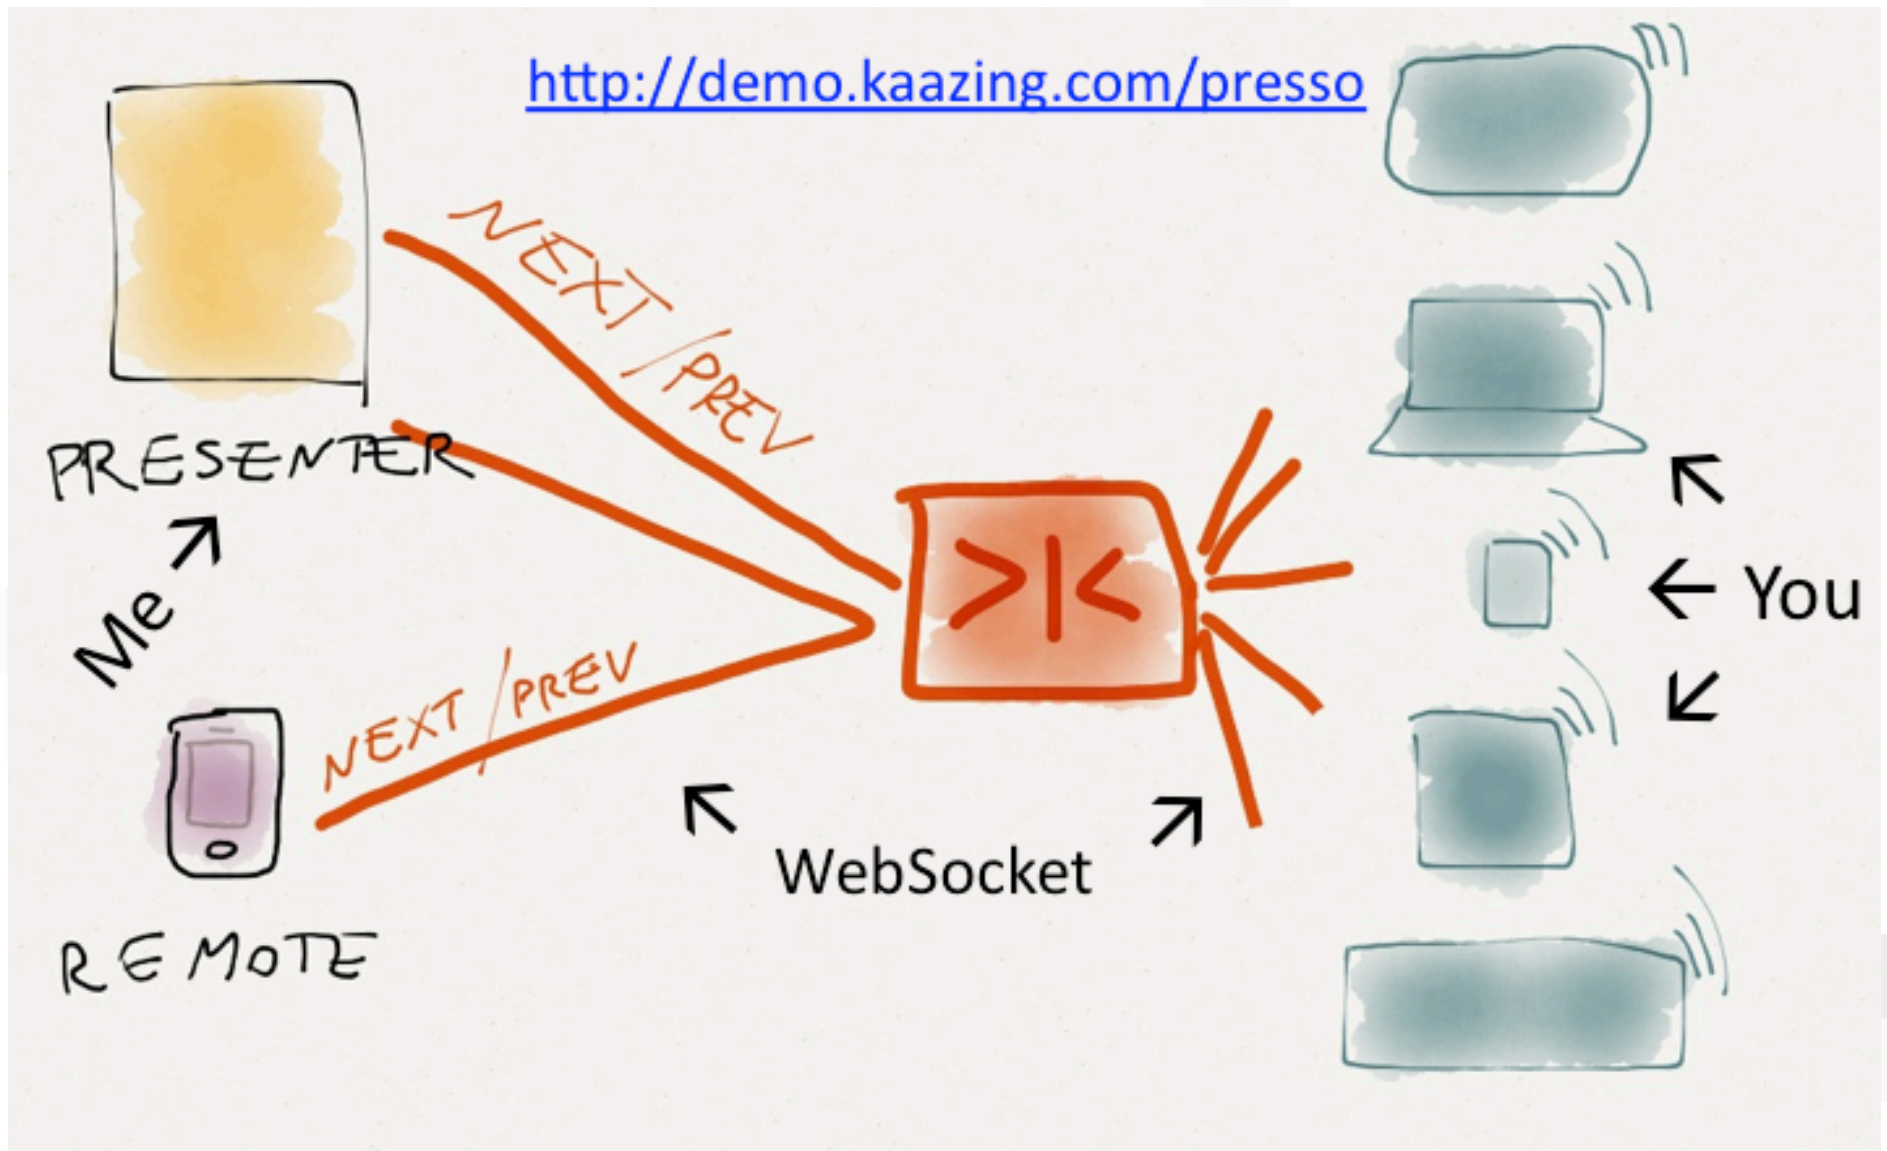 http://demo.kaazing.com/presso
NEXT/PREV
PRESENTER
Me
You
NEXT/PREV
>|<
WebSocket
REMOTE